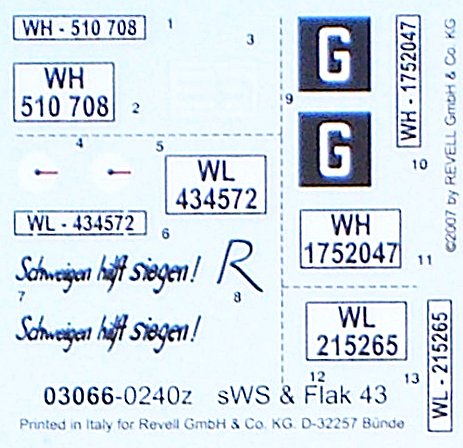 WH - 510 708
1
3
WH
510 708
2
G
9
WH - 1752047
10
©2007 by REVELL GmbH & Co. KG
4
5
WL
434572
G
WL - 434572
6
WH
1752047
11
Schweigen hilft siegen!
7
R
8
Schweigen hilft siegen!
WL
215265
12
13
WL - 215265
03066-0240z sWS & Flak 43
Printed in Italy for Revell GmbH & Co. KG. D-32257 Bünde